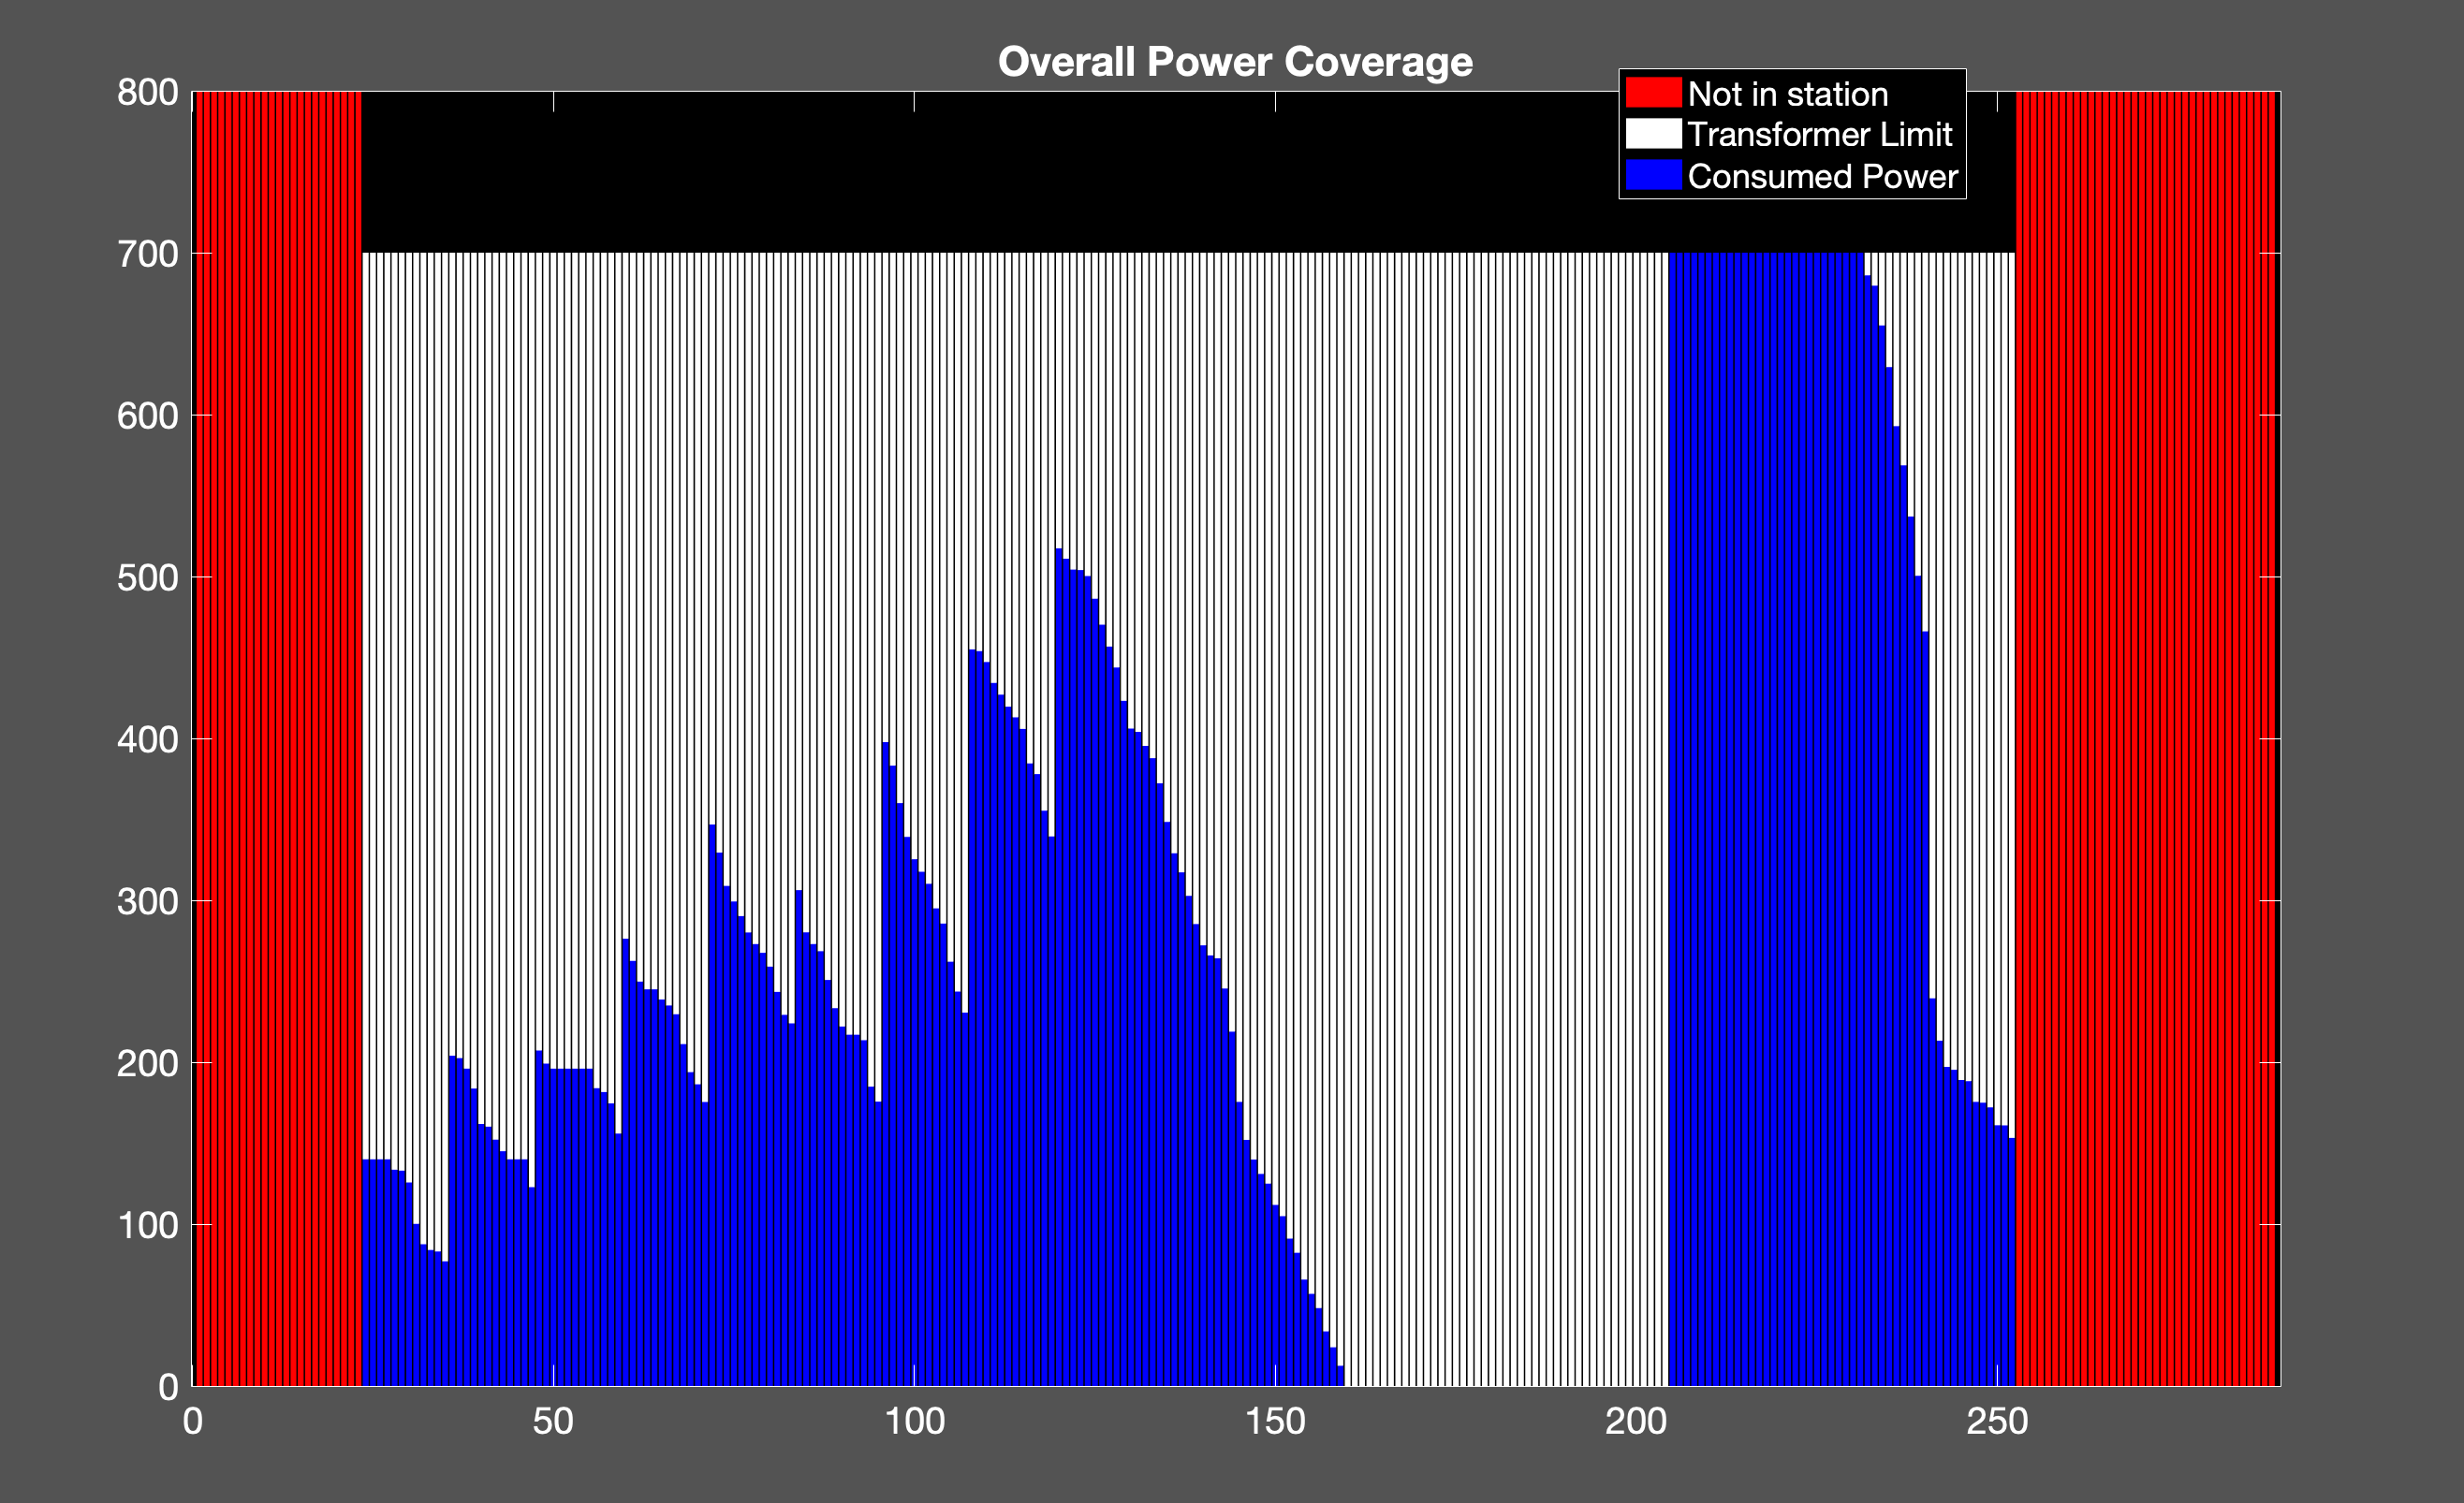 Overall Power Coverage
Not in station
Transformer Limit
Consumed Power
800
700
600
500
400
300
200
100
0
0 50 100 150 200 250